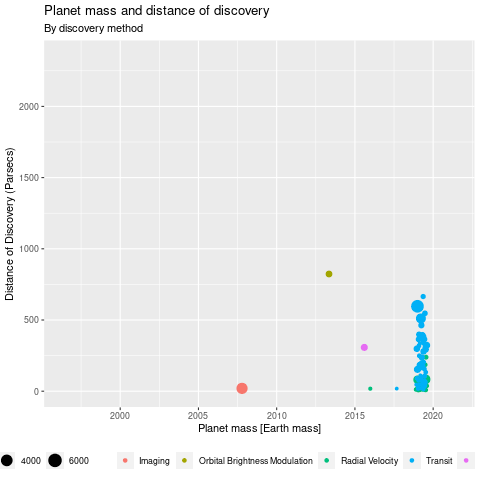 Planet mass and distance of discovery
By discovery method
2000
1500
1000
500
0
Distance of Discovery (Parsecs)
2000 2005 2010 2015 2020
Planet mass [Earth mass]
4000 6000 Imaging Orbital Brightness Modulation Radial Velocity Transit